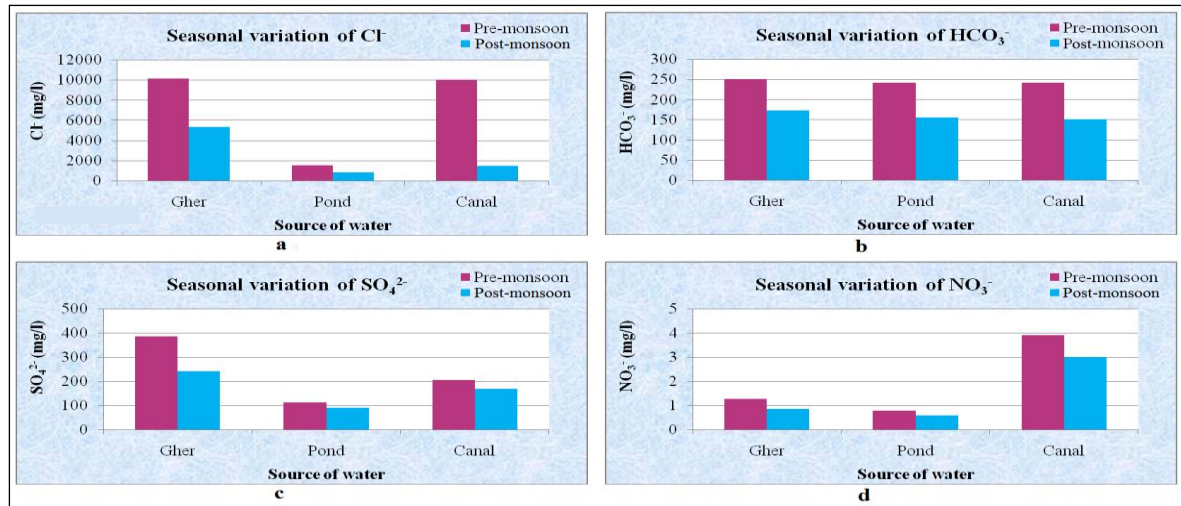 Seasonal variation of Cl⁻
Pre-monsoon
Post-monsoon
12000
10000
8000
6000
4000
2000
0
Cl⁻ (mg/l)
Gher Pond Canal
Source of water
a
Seasonal variation of HCO₃⁻
Pre-monsoon
Post-monsoon
300
250
200
150
100
50
0
HCO₃⁻ (mg/l)
Gher Pond Canal
Source of water
b
Seasonal variation of SO₄²⁻
Pre-monsoon
Post-monsoon
500
400
300
200
100
0
SO₄²⁻ (mg/l)
Gher Pond Canal
Source of water
c
Seasonal variation of NO₃⁻
Pre-monsoon
Post-monsoon
5
4
3
2
1
0
NO₃⁻ (mg/l)
Gher Pond Canal
Source of water
d